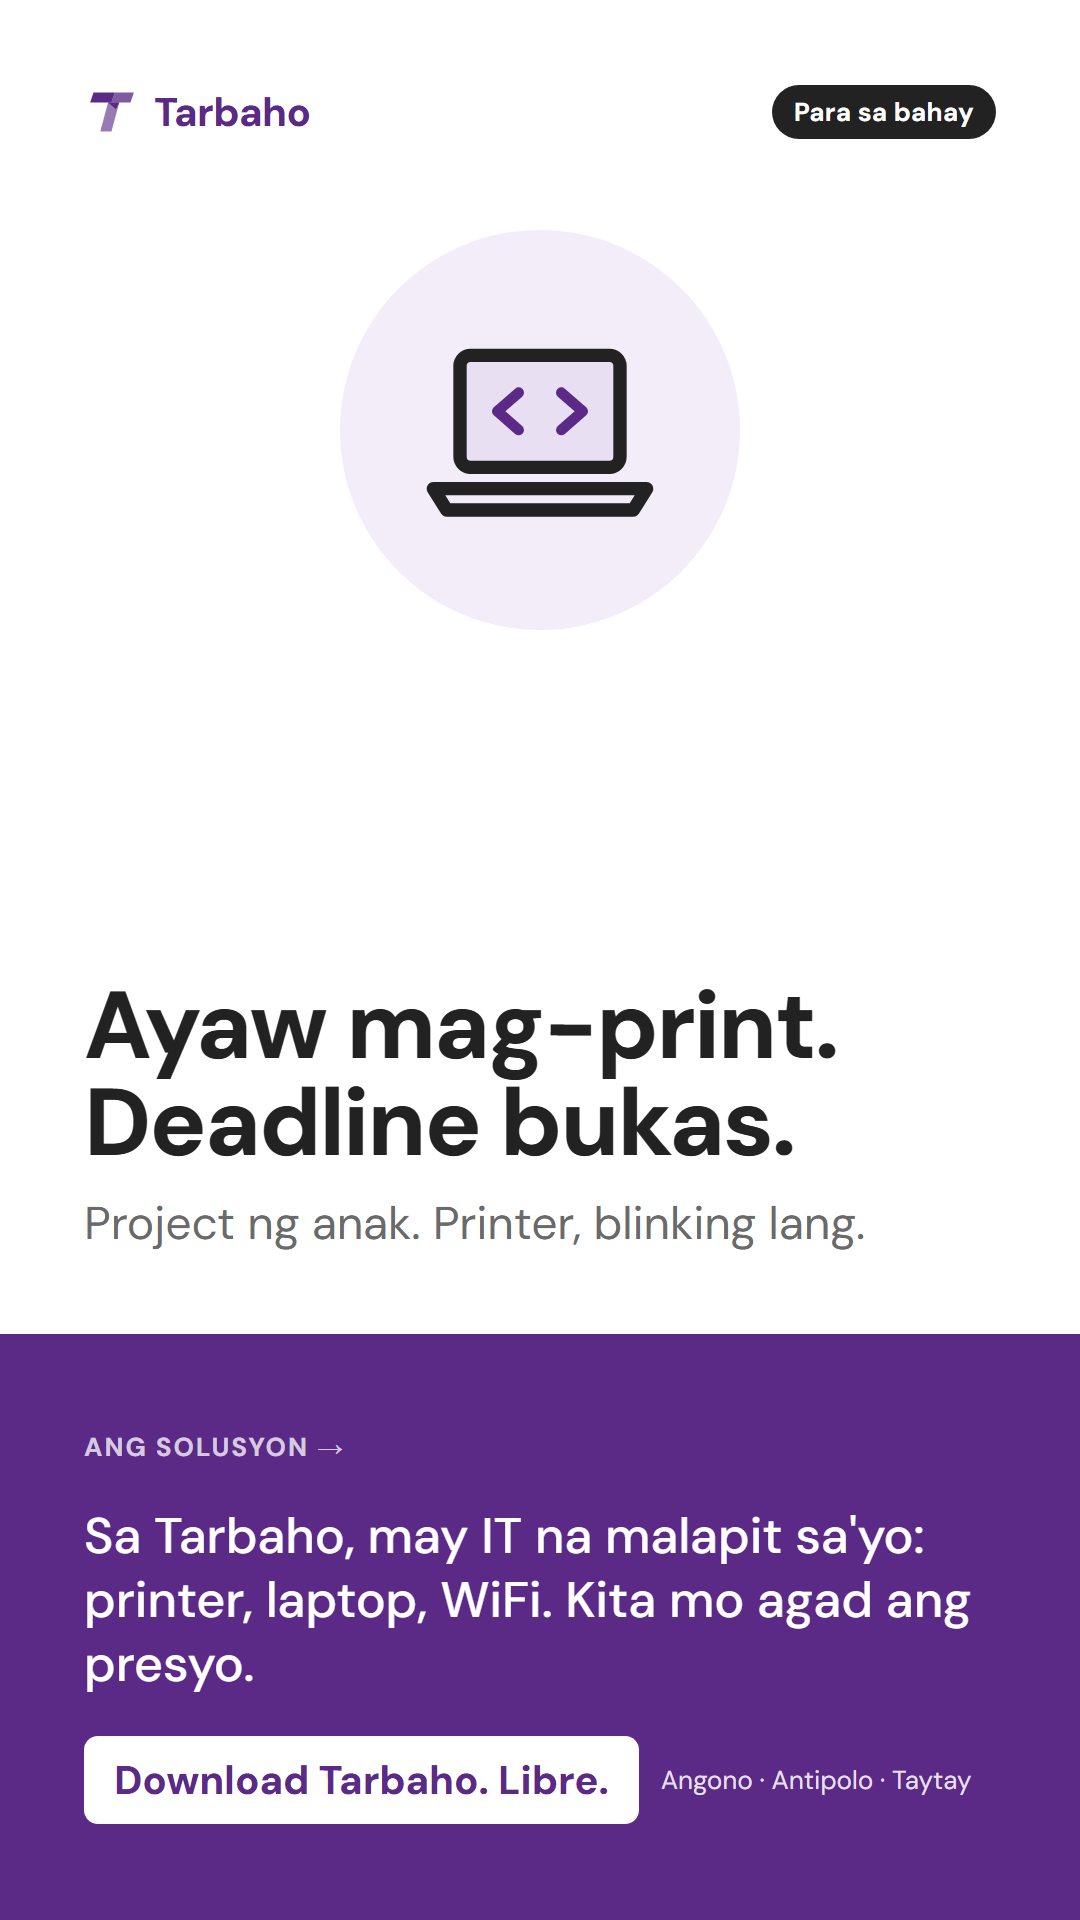 Tarbaho
Para sa bahay
Ayaw mag-print.
Deadline bukas.
Project ng anak. Printer, blinking lang.
ANG SOLUSYON →
Sa Tarbaho, may IT na malapit sa'yo:
printer, laptop, WiFi. Kita mo agad ang
presyo.
Download Tarbaho. Libre.
Angono · Antipolo · Taytay